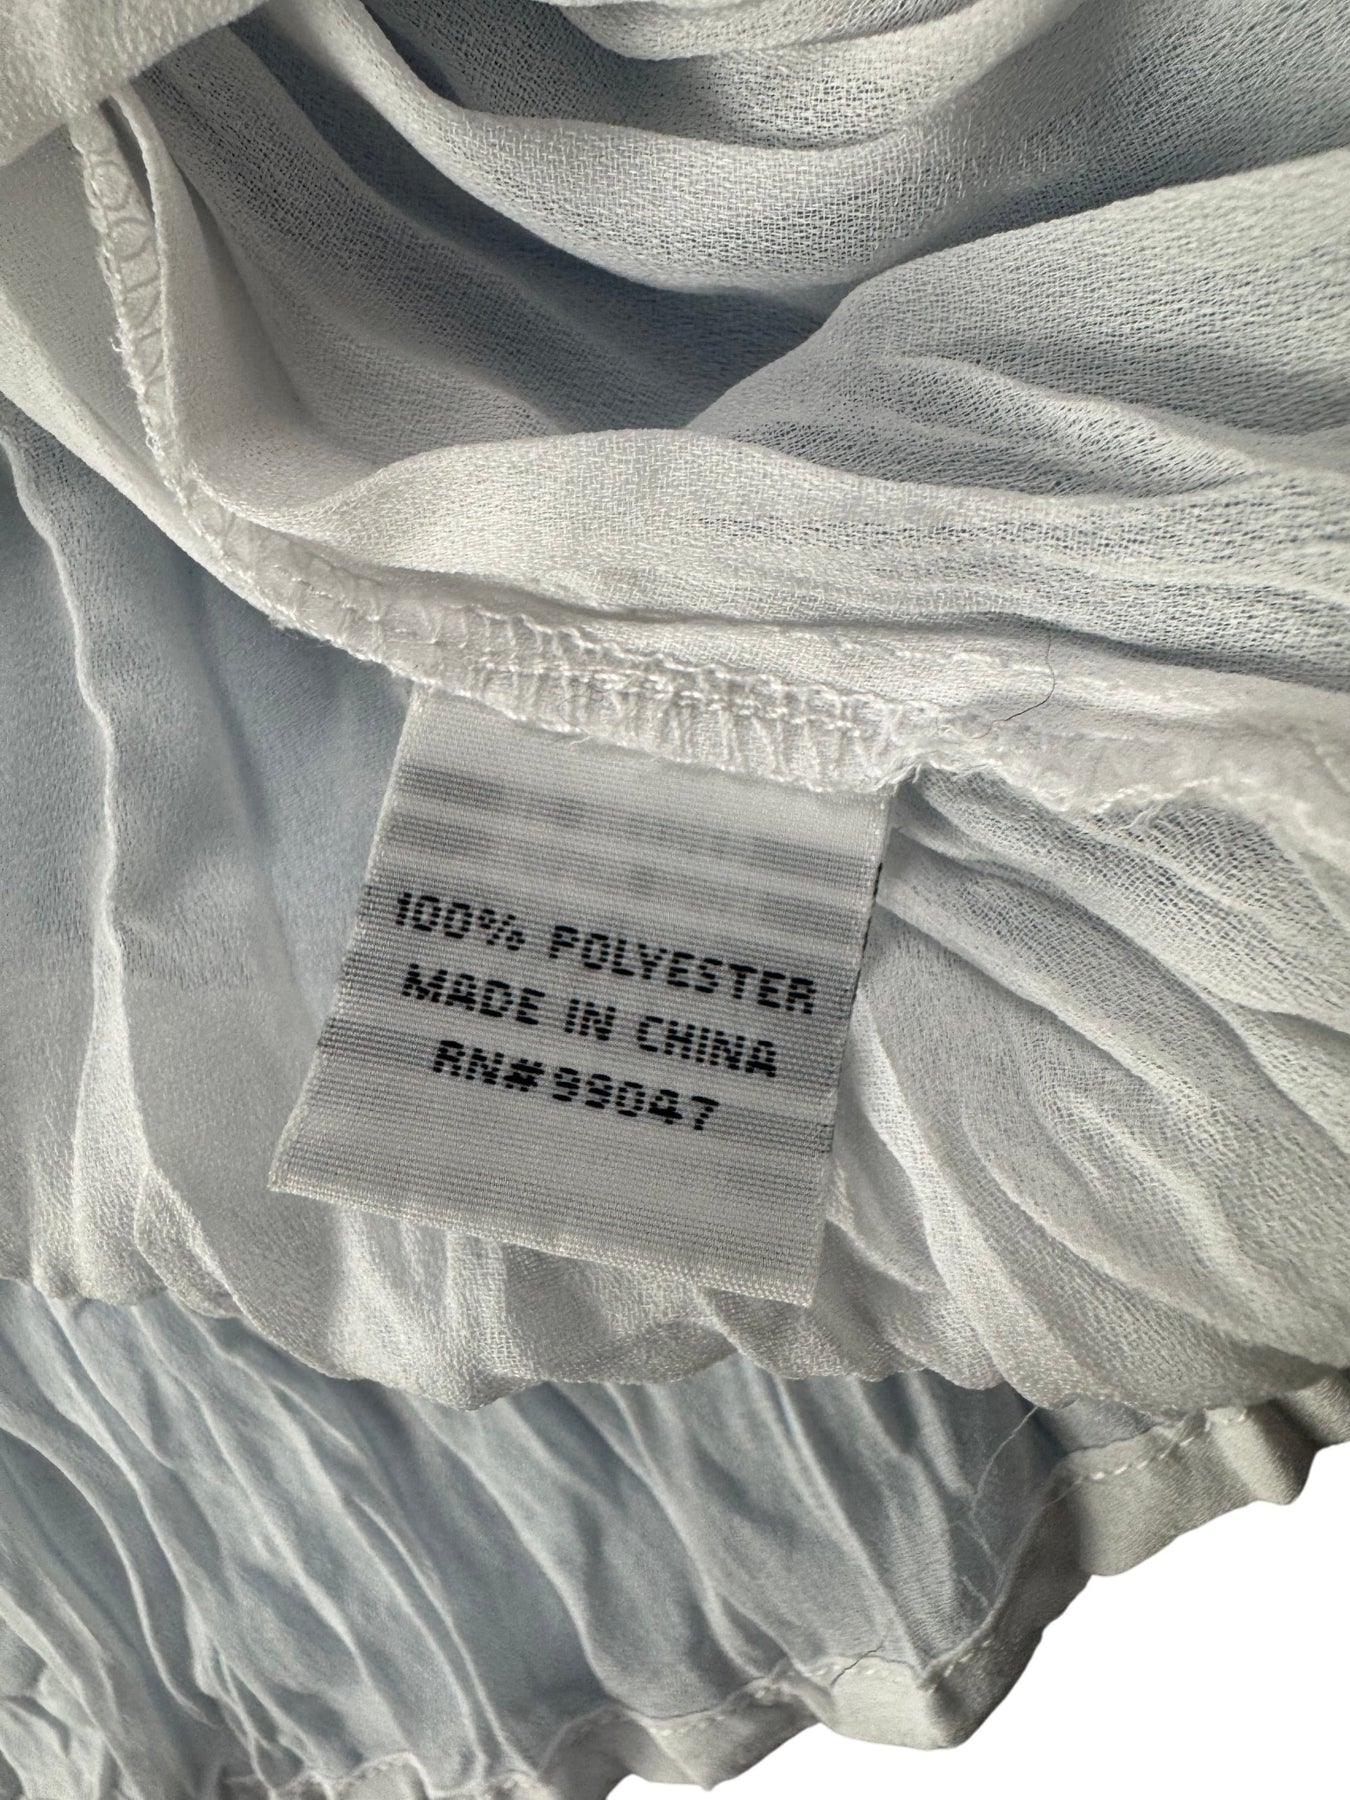 100% POLYESTER
MADE IN CHINA
RN#99047